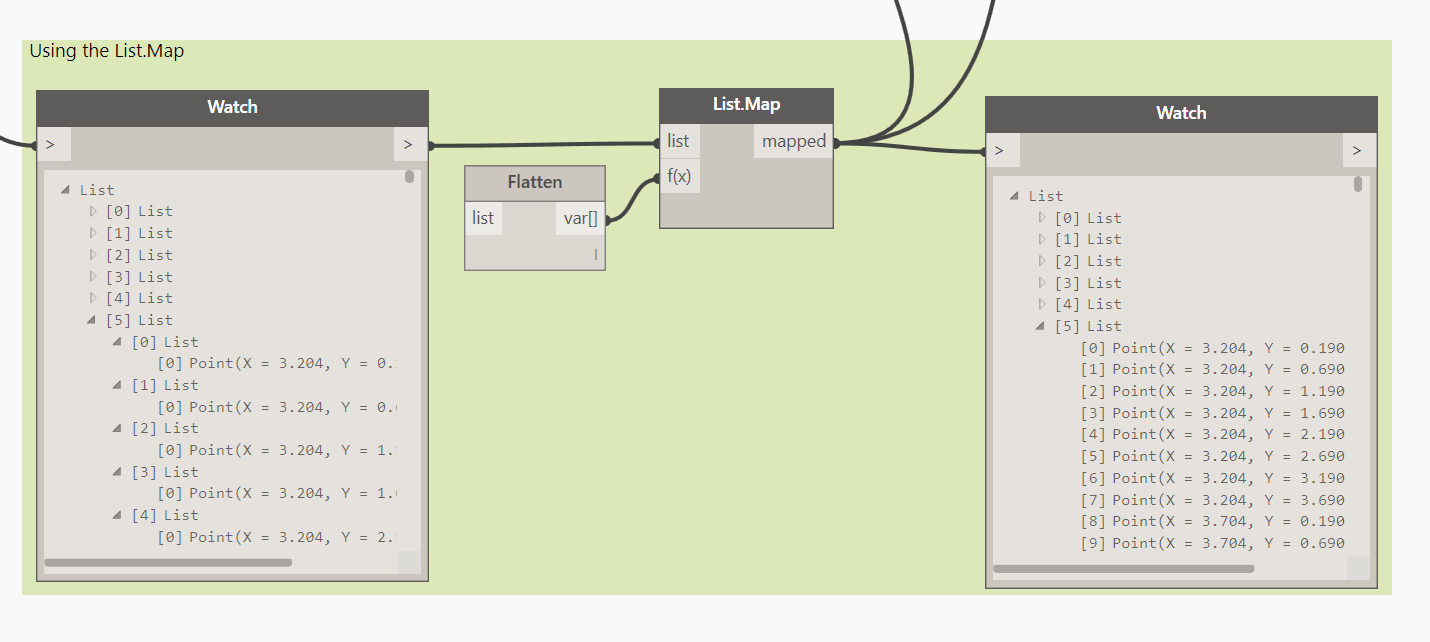 Using the List.Map
Watch
> >
List
[0] List
[1] List
[2] List
[3] List
[4] List
[5] List
[0] List
[0] Point(X = 3.204, Y = 0.
[1] List
[0] Point(X = 3.204, Y = 0.
[2] List
[0] Point(X = 3.204, Y = 1.
[3] List
[0] Point(X = 3.204, Y = 1.
[4] List
[0] Point(X = 3.204, Y = 2.
Flatten
list var[]
l
List.Map
list mapped
f(x)
Watch
> >
List
[0] List
[1] List
[2] List
[3] List
[4] List
[5] List
[0] Point(X = 3.204, Y = 0.190
[1] Point(X = 3.204, Y = 0.690
[2] Point(X = 3.204, Y = 1.190
[3] Point(X = 3.204, Y = 1.690
[4] Point(X = 3.204, Y = 2.190
[5] Point(X = 3.204, Y = 2.690
[6] Point(X = 3.204, Y = 3.190
[7] Point(X = 3.204, Y = 3.690
[8] Point(X = 3.704, Y = 0.190
[9] Point(X = 3.704, Y = 0.690